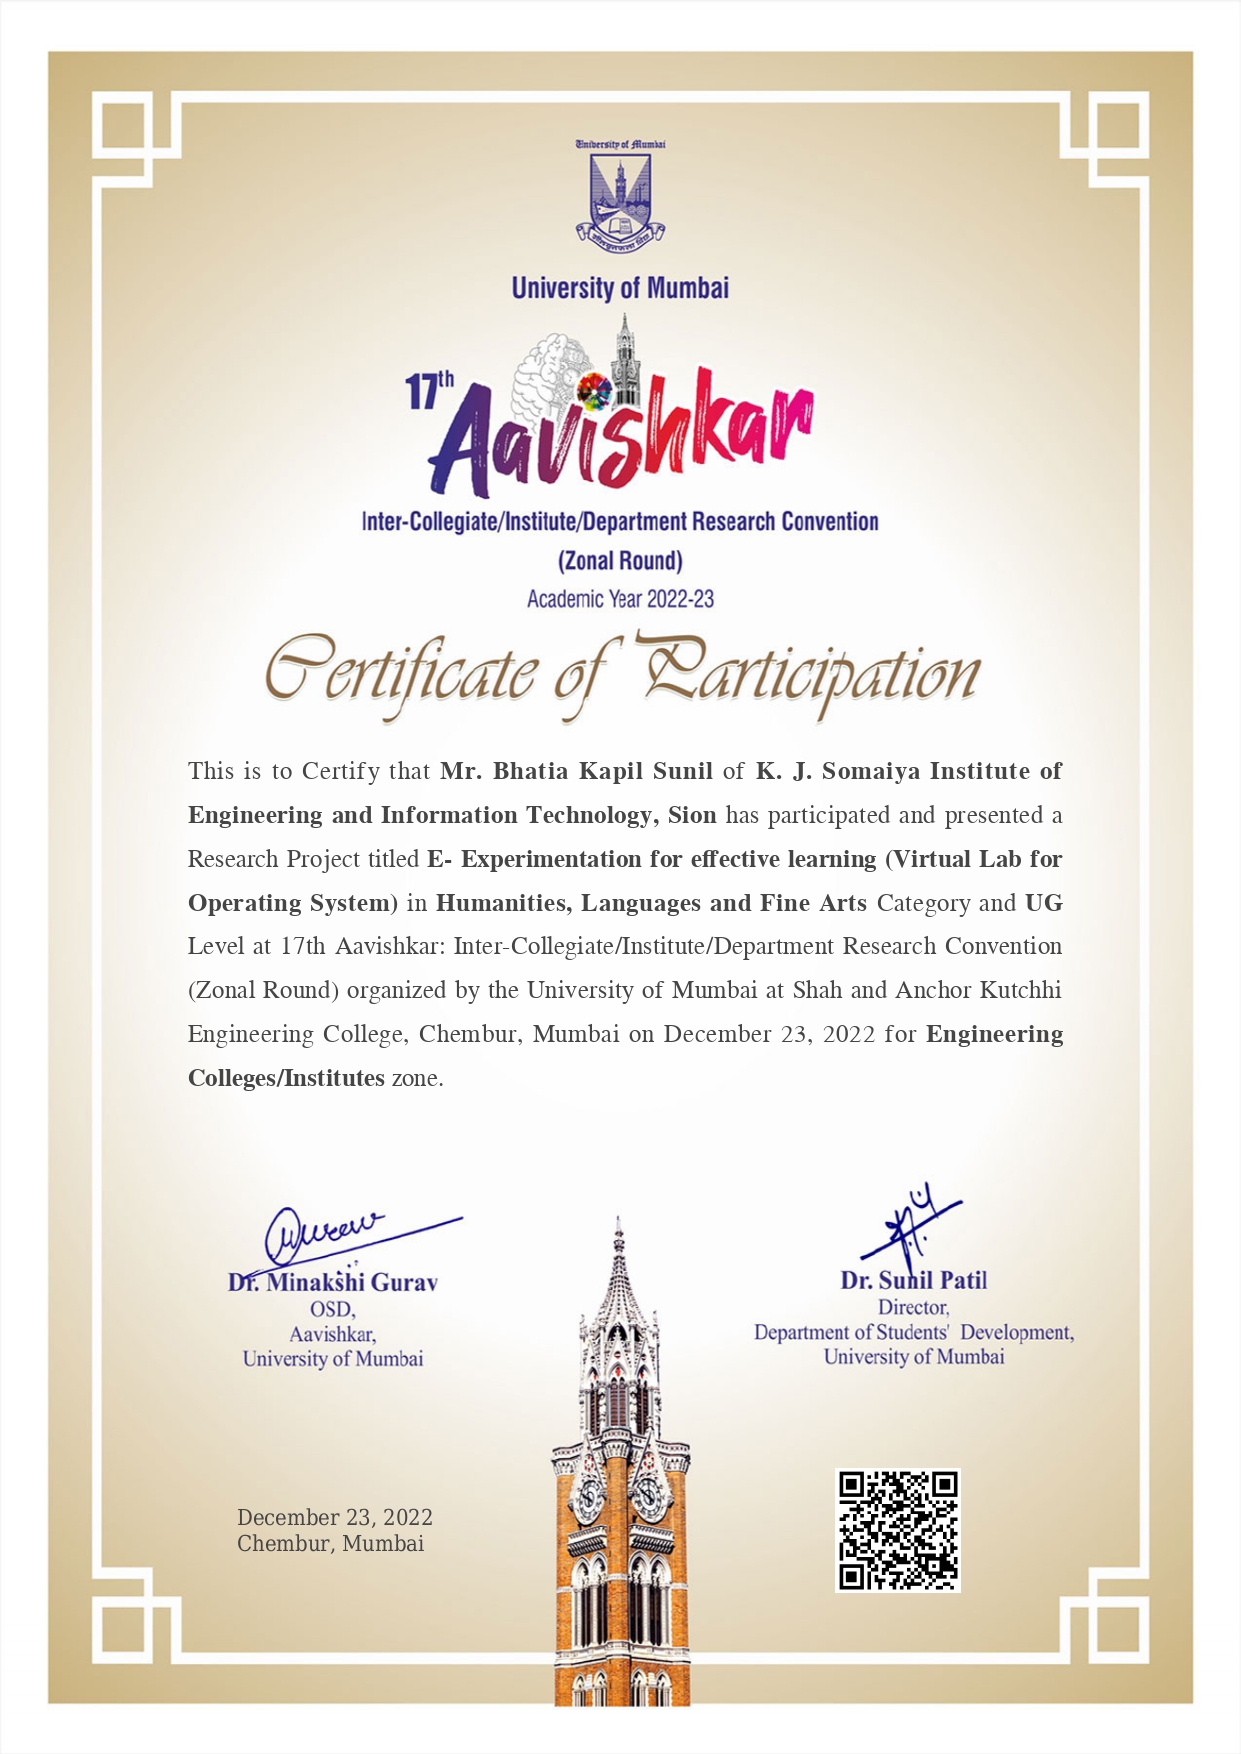 University of Mumbai
University of Mumbai
17th Aavishkar
Inter-Collegiate/Institute/Department Research Convention
(Zonal Round)
Academic Year 2022-23
Certificate of Participation
This is to Certify that Mr. Bhatia Kapil Sunil of K. J. Somaiya Institute of
Engineering and Information Technology, Sion has participated and presented a
Research Project titled E- Experimentation for effective learning (Virtual Lab for
Operating System) in Humanities, Languages and Fine Arts Category and UG
Level at 17th Aavishkar: Inter-Collegiate/Institute/Department Research Convention
(Zonal Round) organized by the University of Mumbai at Shah and Anchor Kutchhi
Engineering College, Chembur, Mumbai on December 23, 2022 for Engineering
Colleges/Institutes zone.
Dr. Minakshi Gurav
OSD,
Aavishkar,
University of Mumbai
Dr. Sunil Patil
Director,
Department of Students' Development,
University of Mumbai
December 23, 2022
Chembur, Mumbai